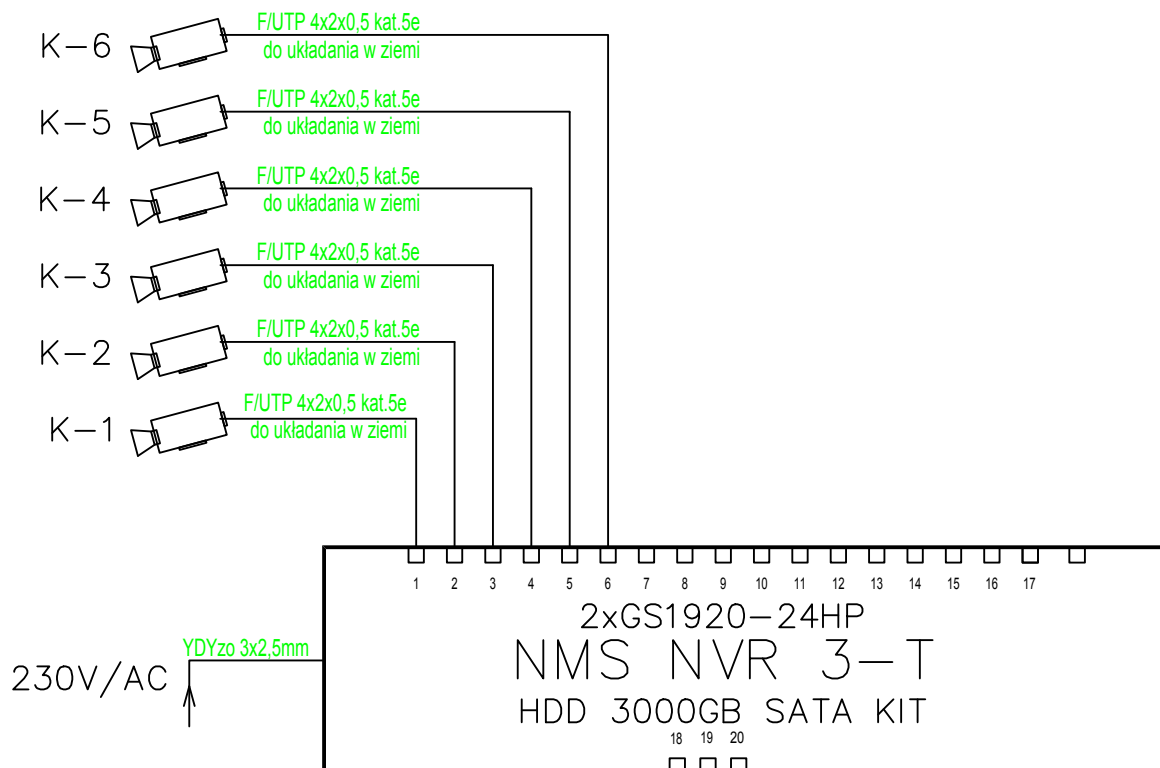 F/UTP 4x2x0,5 kat.5e
K-6
do układania w ziemi
F/UTP 4x2x0,5 kat.5e
K-5
do układania w ziemi
F/UTP 4x2x0,5 kat.5e
K-4
do układania w ziemi
F/UTP 4x2x0,5 kat.5e
K-3
do układania w ziemi
F/UTP 4x2x0,5 kat.5e
K-2
do układania w ziemi
F/UTP 4x2x0,5 kat.5e
K-1
do układania w ziemi
1 2 3 4 5 6 7 8 9 10 11 12 13 14 15 16 17
2xGS1920-24HP
YDYzo 3x2,5mm
NMS NVR 3-T
230V/AC
HDD 3000GB SATA KIT
18 19 20